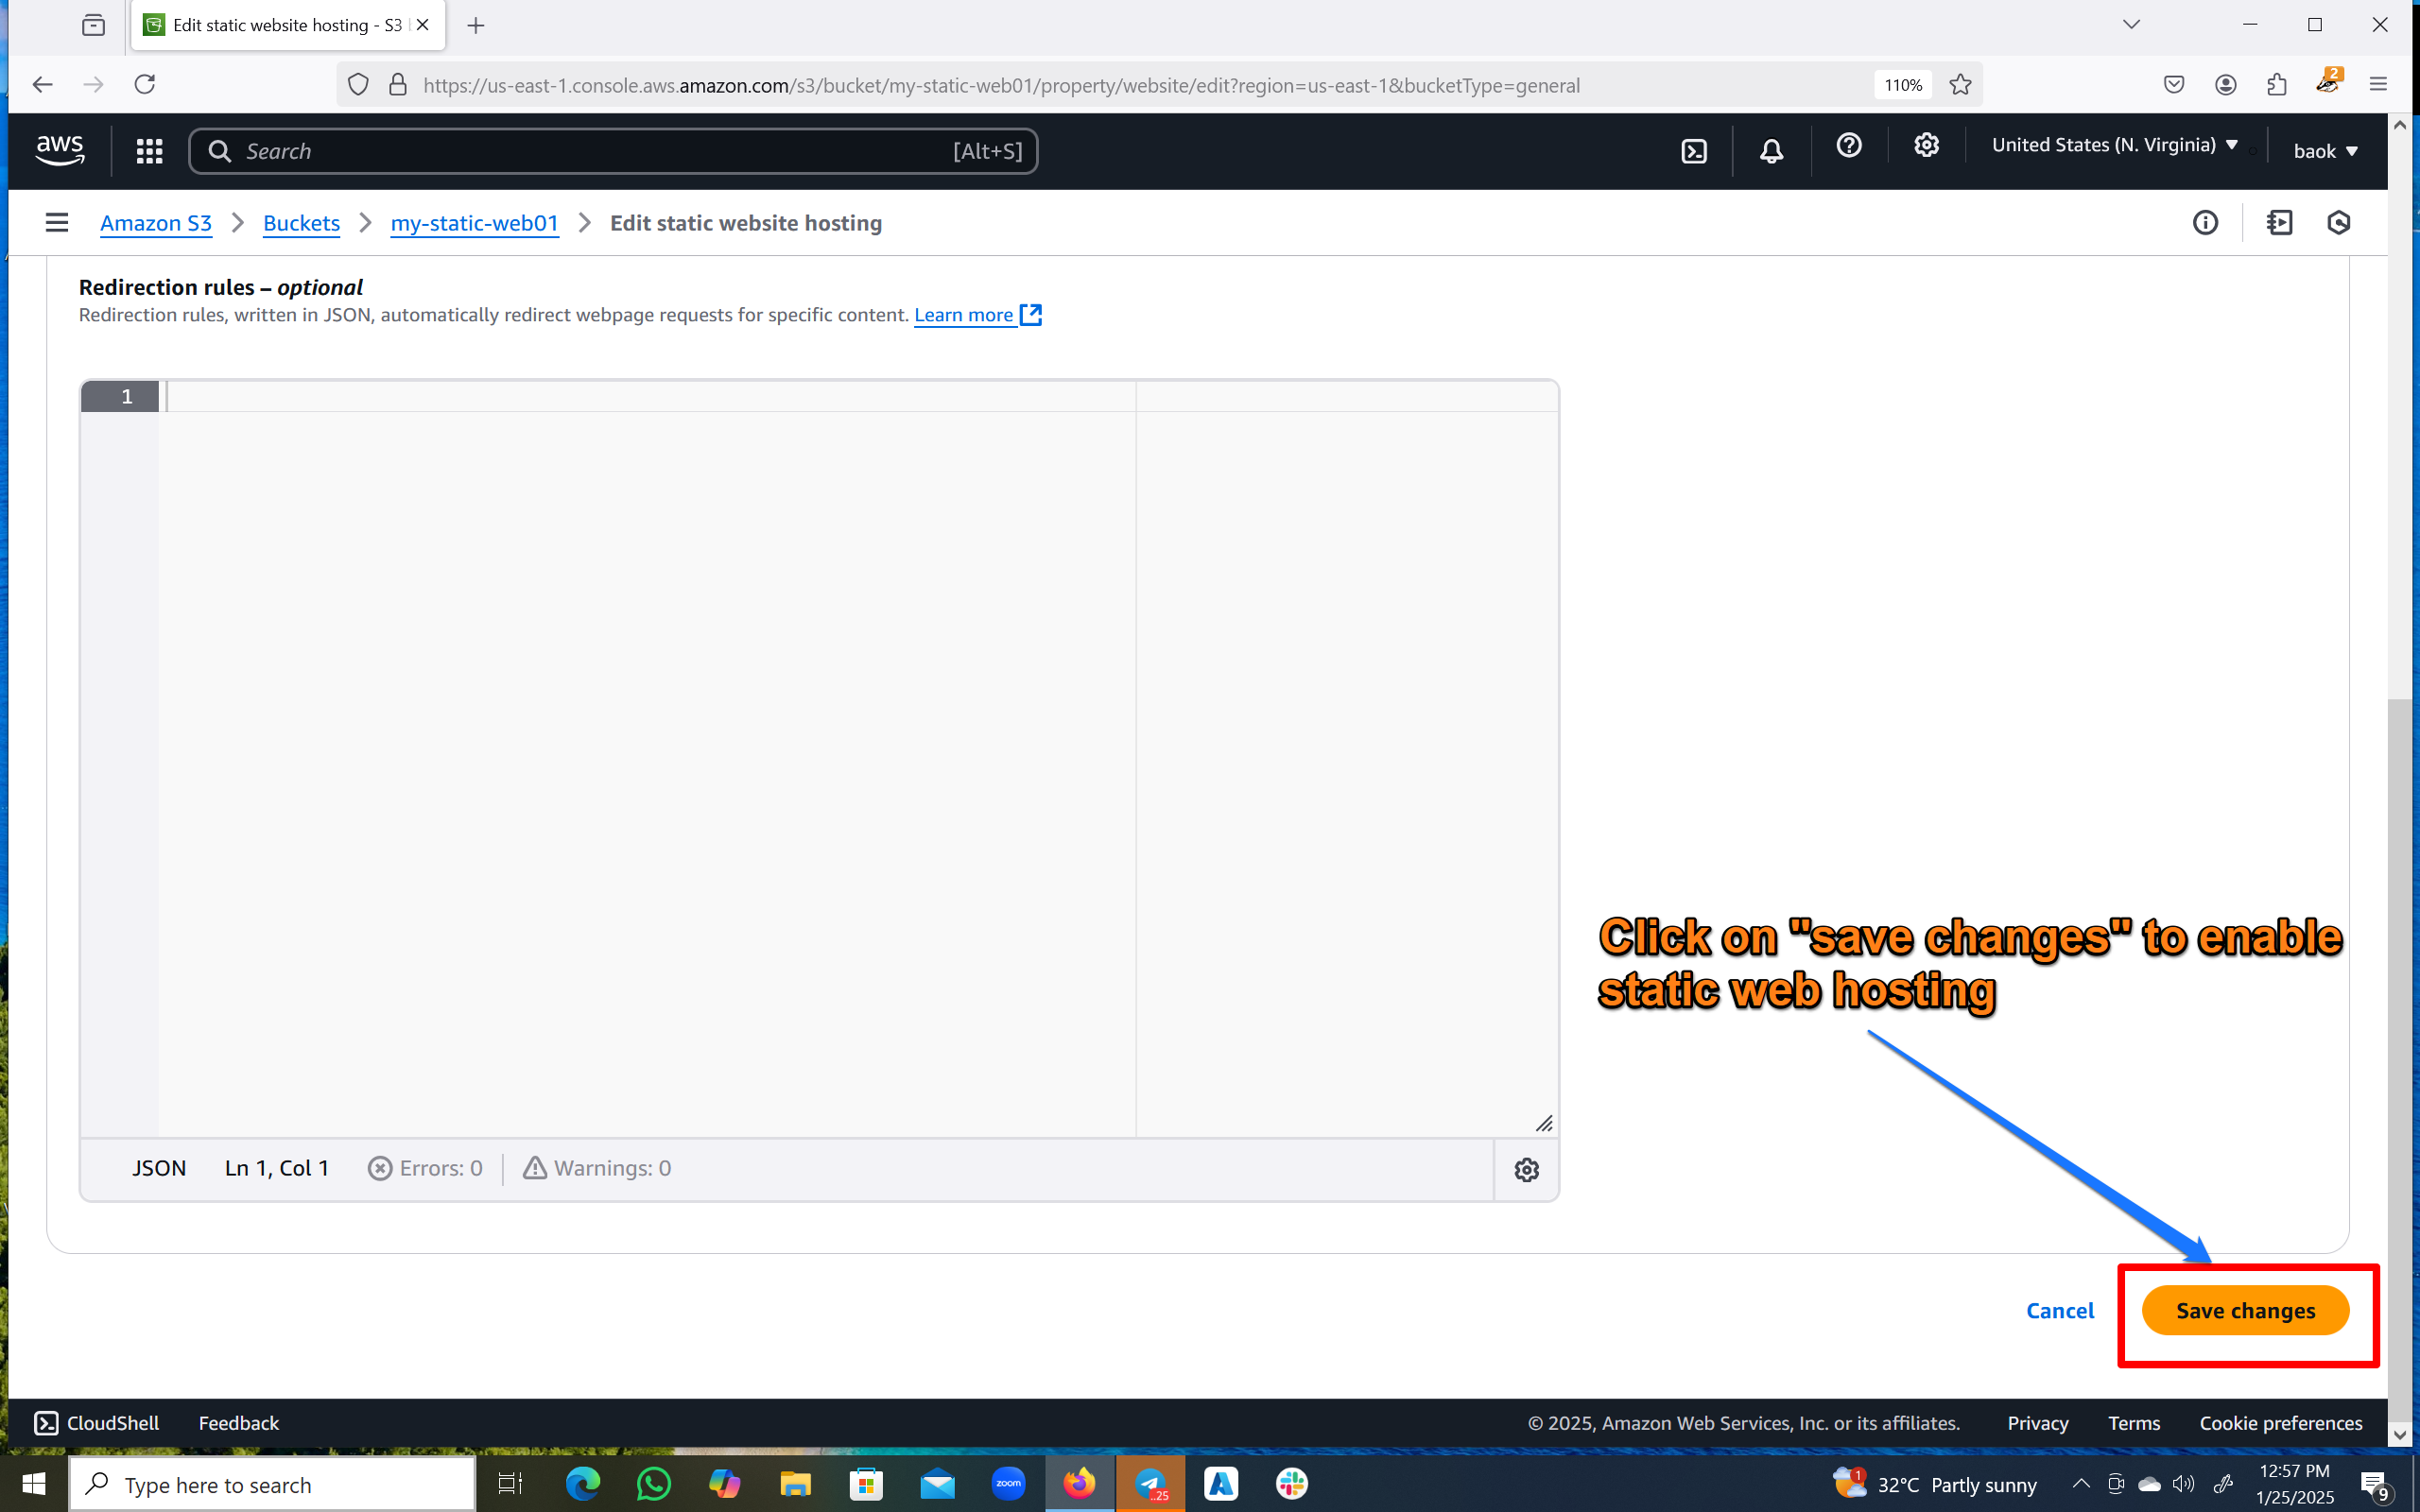 Edit static website hosting - S3
https://us-east-1.console.aws.amazon.com/s3/bucket/my-static-web01/property/website/edit?region=us-east-1&bucketType=general
110%
2
aws
Search
[Alt+S]
United States (N. Virginia)
baok
Amazon S3
Buckets
my-static-web01
Edit static website hosting
Redirection rules – optional
Redirection rules, written in JSON, automatically redirect webpage requests for specific content. Learn more
1
Click on "save changes" to enable
static web hosting
JSON
Ln 1, Col 1
Errors: 0
Warnings: 0
Cancel
Save changes
CloudShell
Feedback
© 2025, Amazon Web Services, Inc. or its affiliates.
Privacy
Terms
Cookie preferences
Type here to search
zoom
..25
1
32°C Partly sunny
12:57 PM
1/25/2025
9